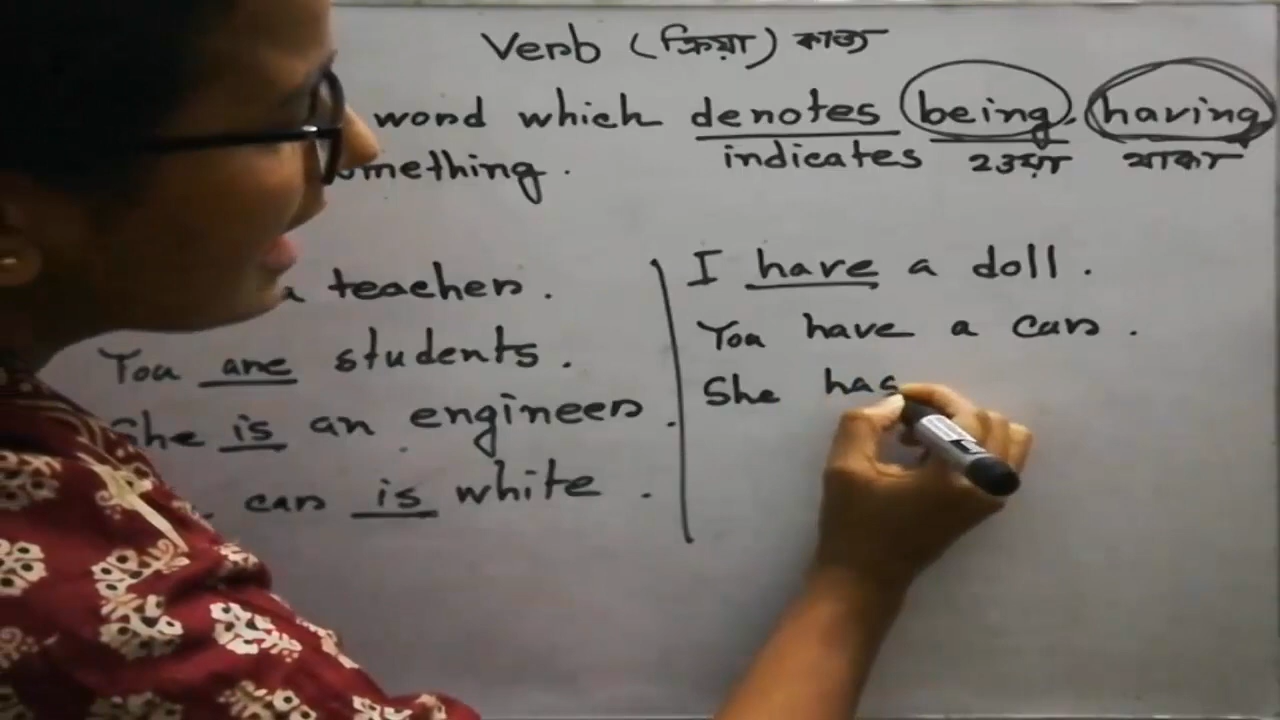 Verb (ক্রিয়া) কাজ
word which denotes being, having
indicates হওয়া থাকা
omething.
a teacher.
You are students.
She is an engineer.
car is white.
I have a doll.
You have a car.
She has